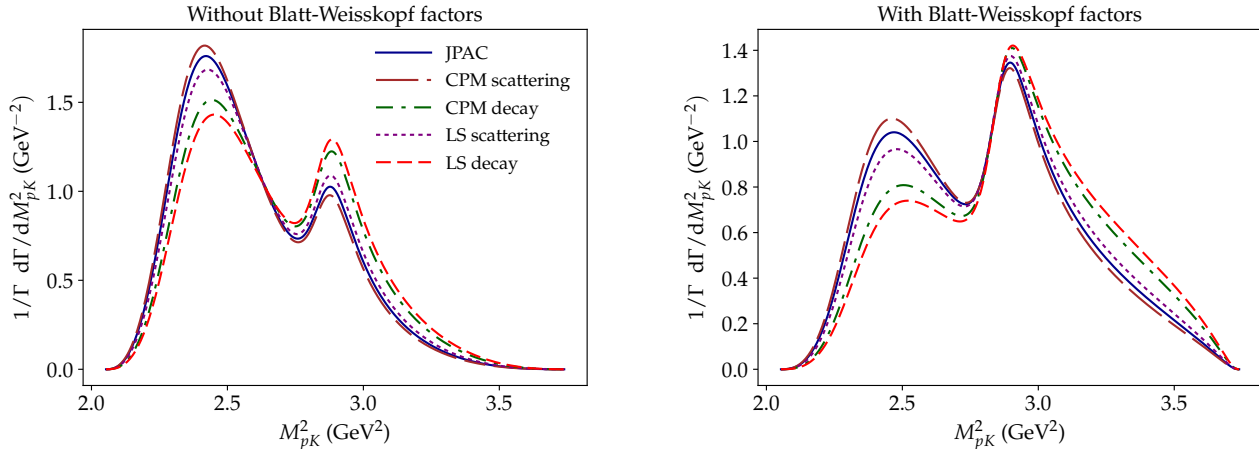 Without Blatt-Weisskopf factors
1/Γ dΓ/dM²pK (GeV⁻²)
1.5
1.0
0.5
0.0
JPAC
CPM scattering
CPM decay
LS scattering
LS decay
2.0 2.5 3.0 3.5
M²pK (GeV²)
With Blatt-Weisskopf factors
1/Γ dΓ/dM²pK (GeV⁻²)
1.4
1.2
1.0
0.8
0.6
0.4
0.2
0.0
2.0 2.5 3.0 3.5
M²pK (GeV²)